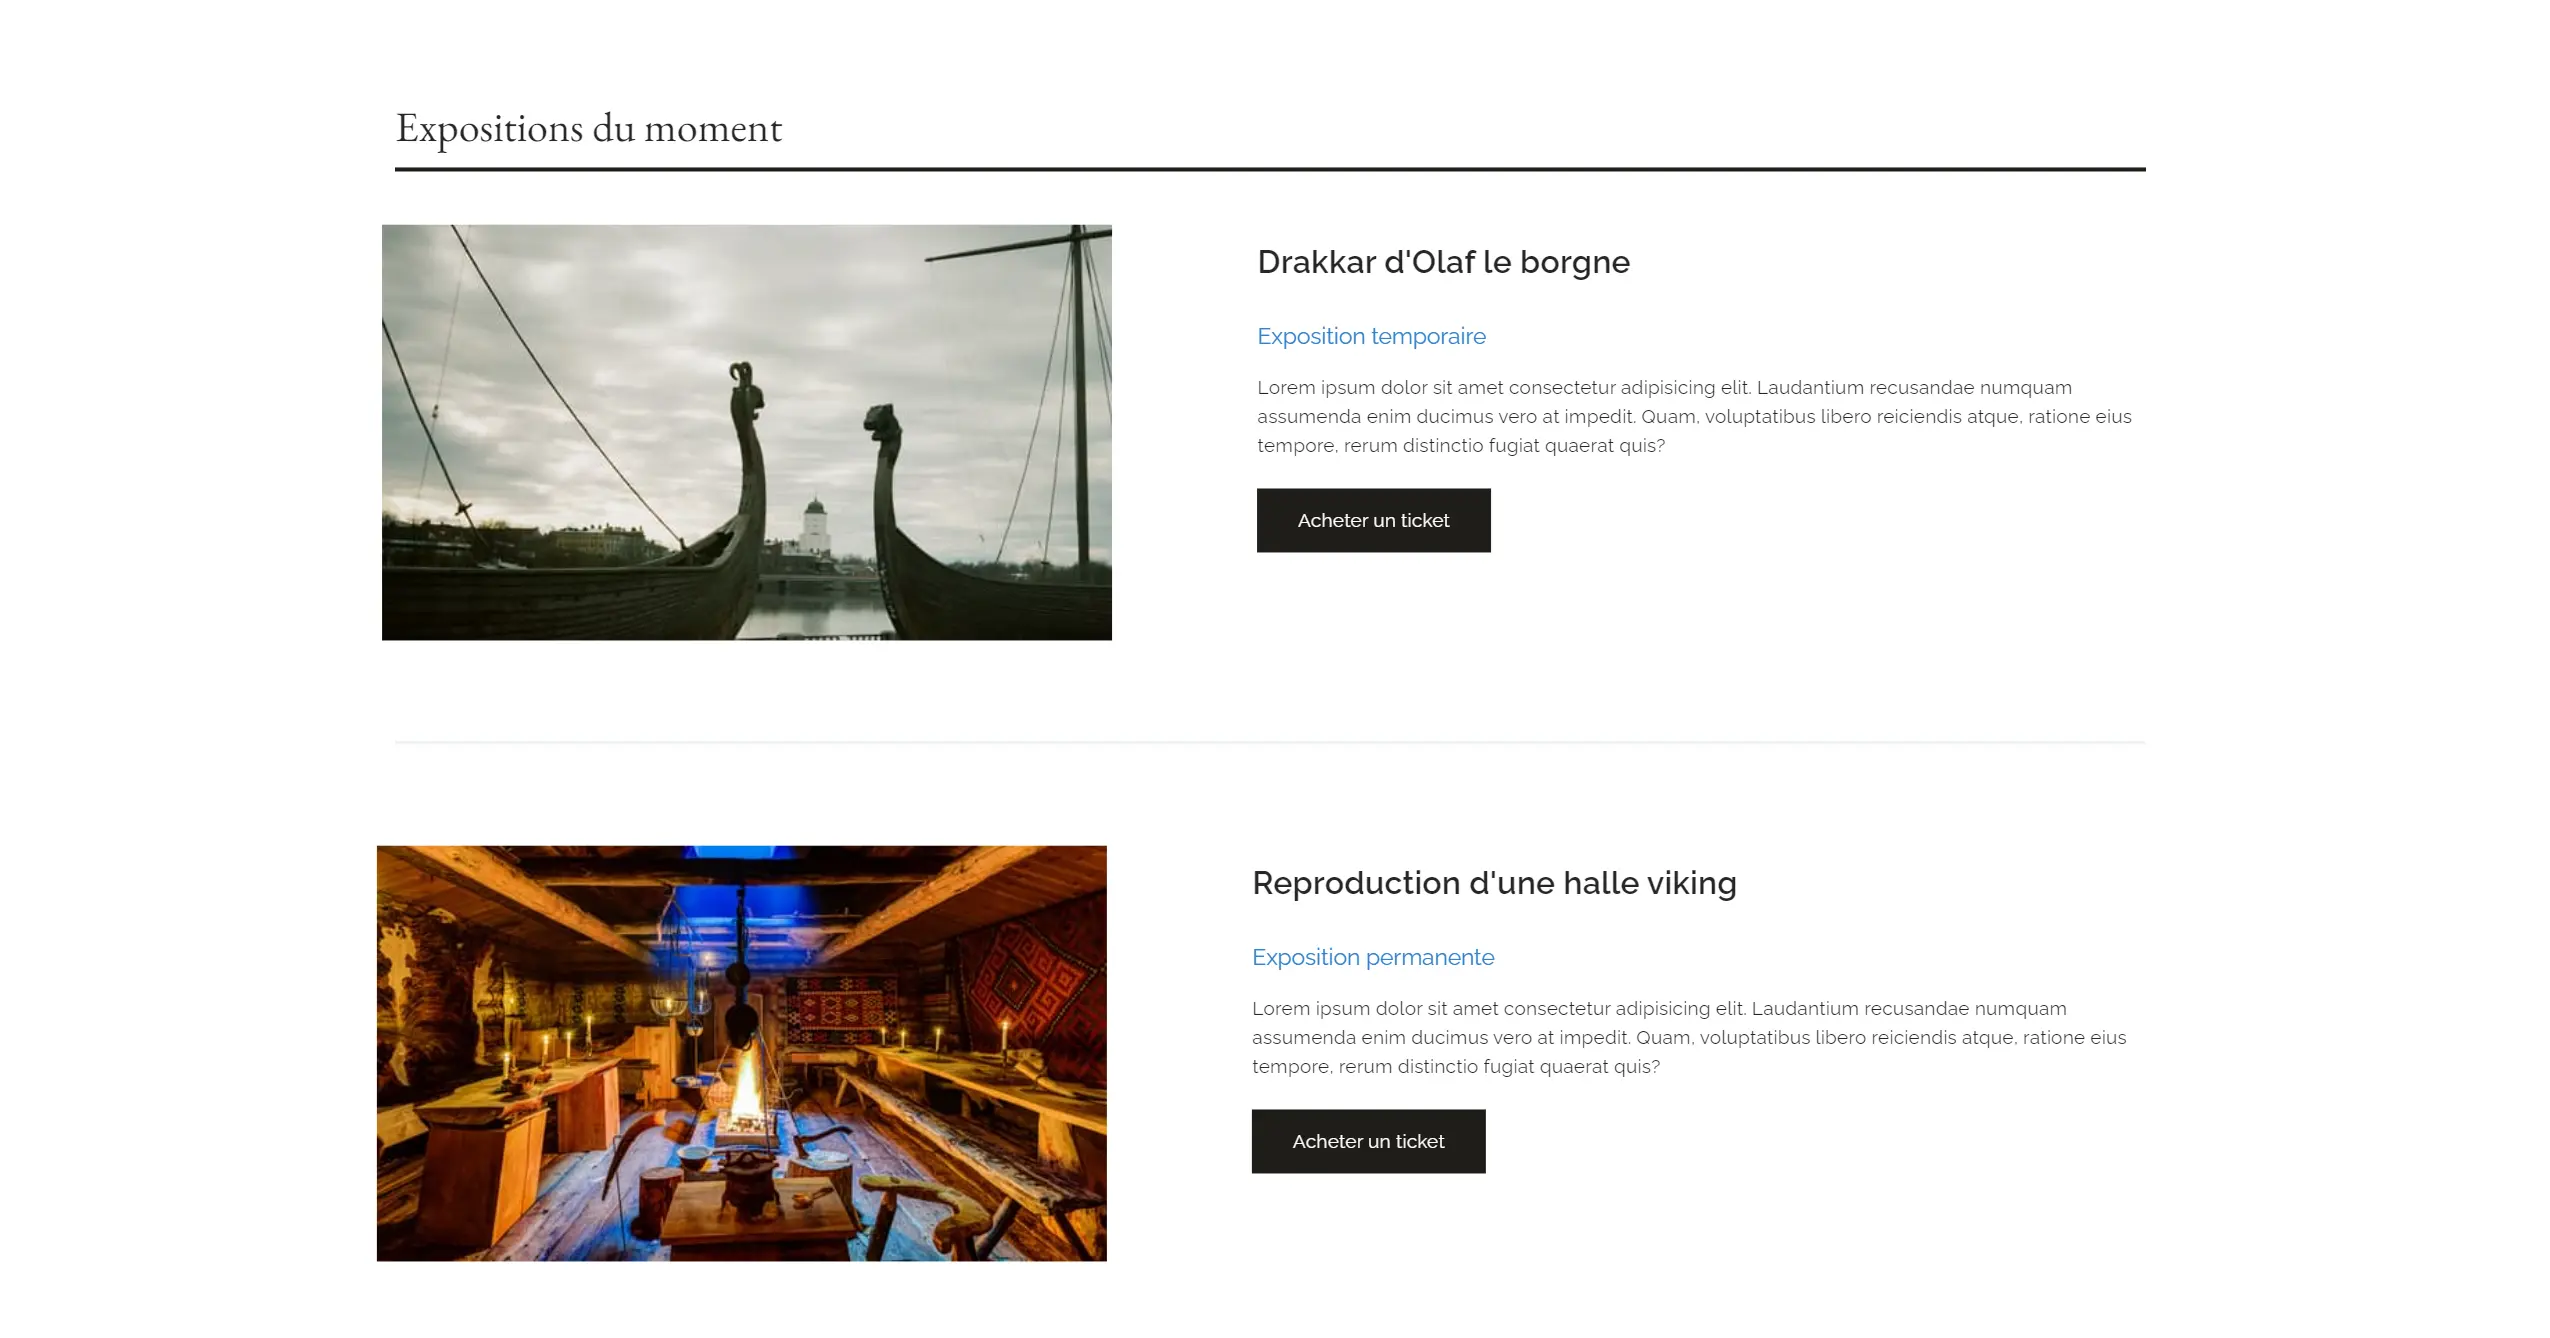 Expositions du moment
Drakkar d'Olaf le borgne
Exposition temporaire
Lorem ipsum dolor sit amet consectetur adipisicing elit. Laudantium recusandae numquam
assumenda enim ducimus vero at impedit. Quam, voluptatibus libero reiciendis atque, ratione eius
tempore, rerum distinctio fugiat quaerat quis?
Acheter un ticket
Reproduction d'une halle viking
Exposition permanente
Lorem ipsum dolor sit amet consectetur adipisicing elit. Laudantium recusandae numquam
assumenda enim ducimus vero at impedit. Quam, voluptatibus libero reiciendis atque, ratione eius
tempore, rerum distinctio fugiat quaerat quis?
Acheter un ticket